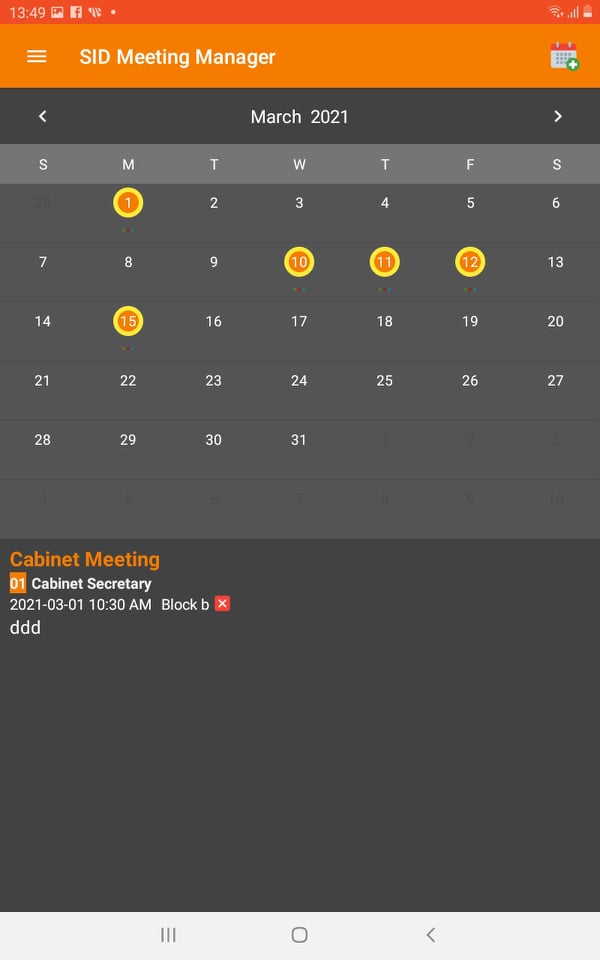 13:49
SID Meeting Manager
March 2021
S M T W T F S
28 1 2 3 4 5 6
7 8 9 10 11 12 13
14 15 16 17 18 19 20
21 22 23 24 25 26 27
28 29 30 31 1 2 3
4 5 6 7 8 9 10
Cabinet Meeting
01 Cabinet Secretary
2021-03-01 10:30 AM Block b
ddd